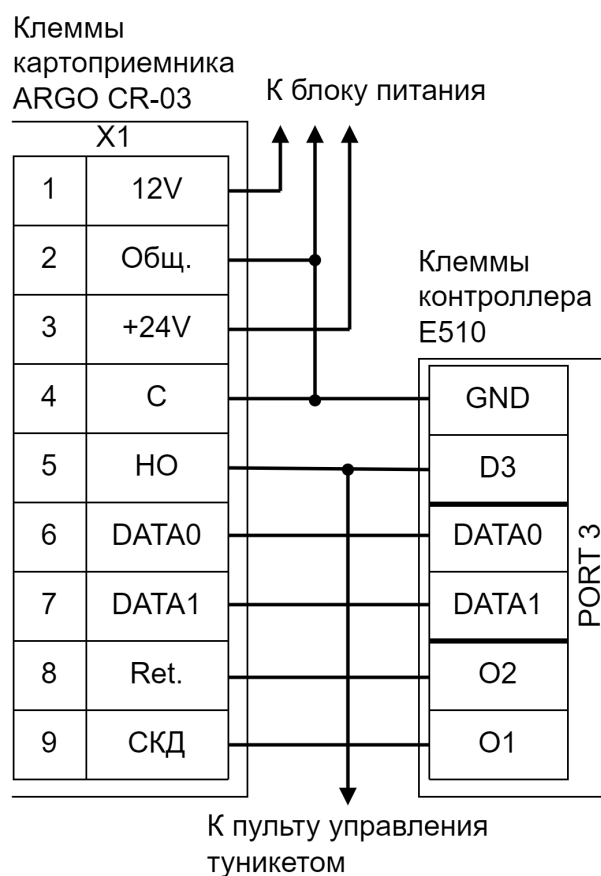 Клеммы
картоприемника
ARGO CR-03
К блоку питания
X1
1 12V
2 Общ.
3 +24V
4 C
5 НО
6 DATA0
7 DATA1
8 Ret.
9 СКД
Клеммы
контроллера
E510
GND
D3
DATA0
DATA1
O2
O1
PORT 3
К пульту управления
туникетом